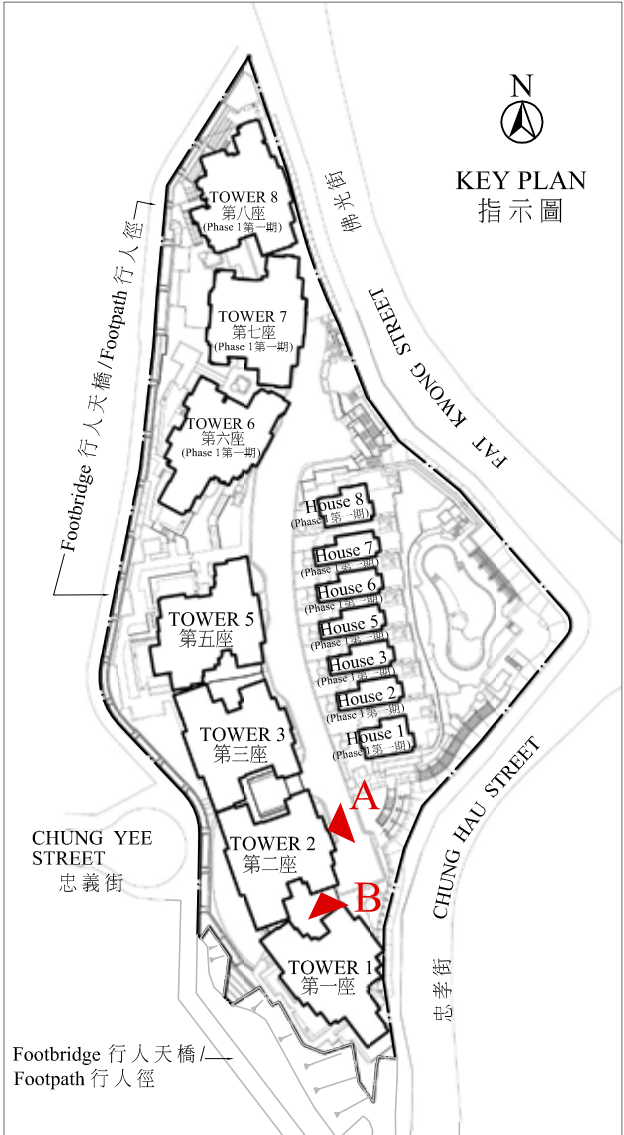 N
KEY PLAN
指示圖
佛光街
FAT KWONG STREET
Footbridge 行人天橋/Footpath 行人徑
TOWER 8
第八座
(Phase 1第一期)
TOWER 7
第七座
(Phase 1第一期)
TOWER 6
第六座
(Phase 1第一期)
House 8
(Phase 1第一期)
House 7
(Phase 1第一期)
House 6
(Phase 1第一期)
House 5
(Phase 1第一期)
House 3
(Phase 1第一期)
House 2
(Phase 1第一期)
House 1
(Phase 1第一期)
TOWER 5
第五座
TOWER 3
第三座
A
TOWER 2
第二座
B
TOWER 1
第一座
CHUNG YEE
STREET
忠義街
CHUNG HAU STREET
忠孝街
Footbridge 行人天橋/
Footpath 行人徑